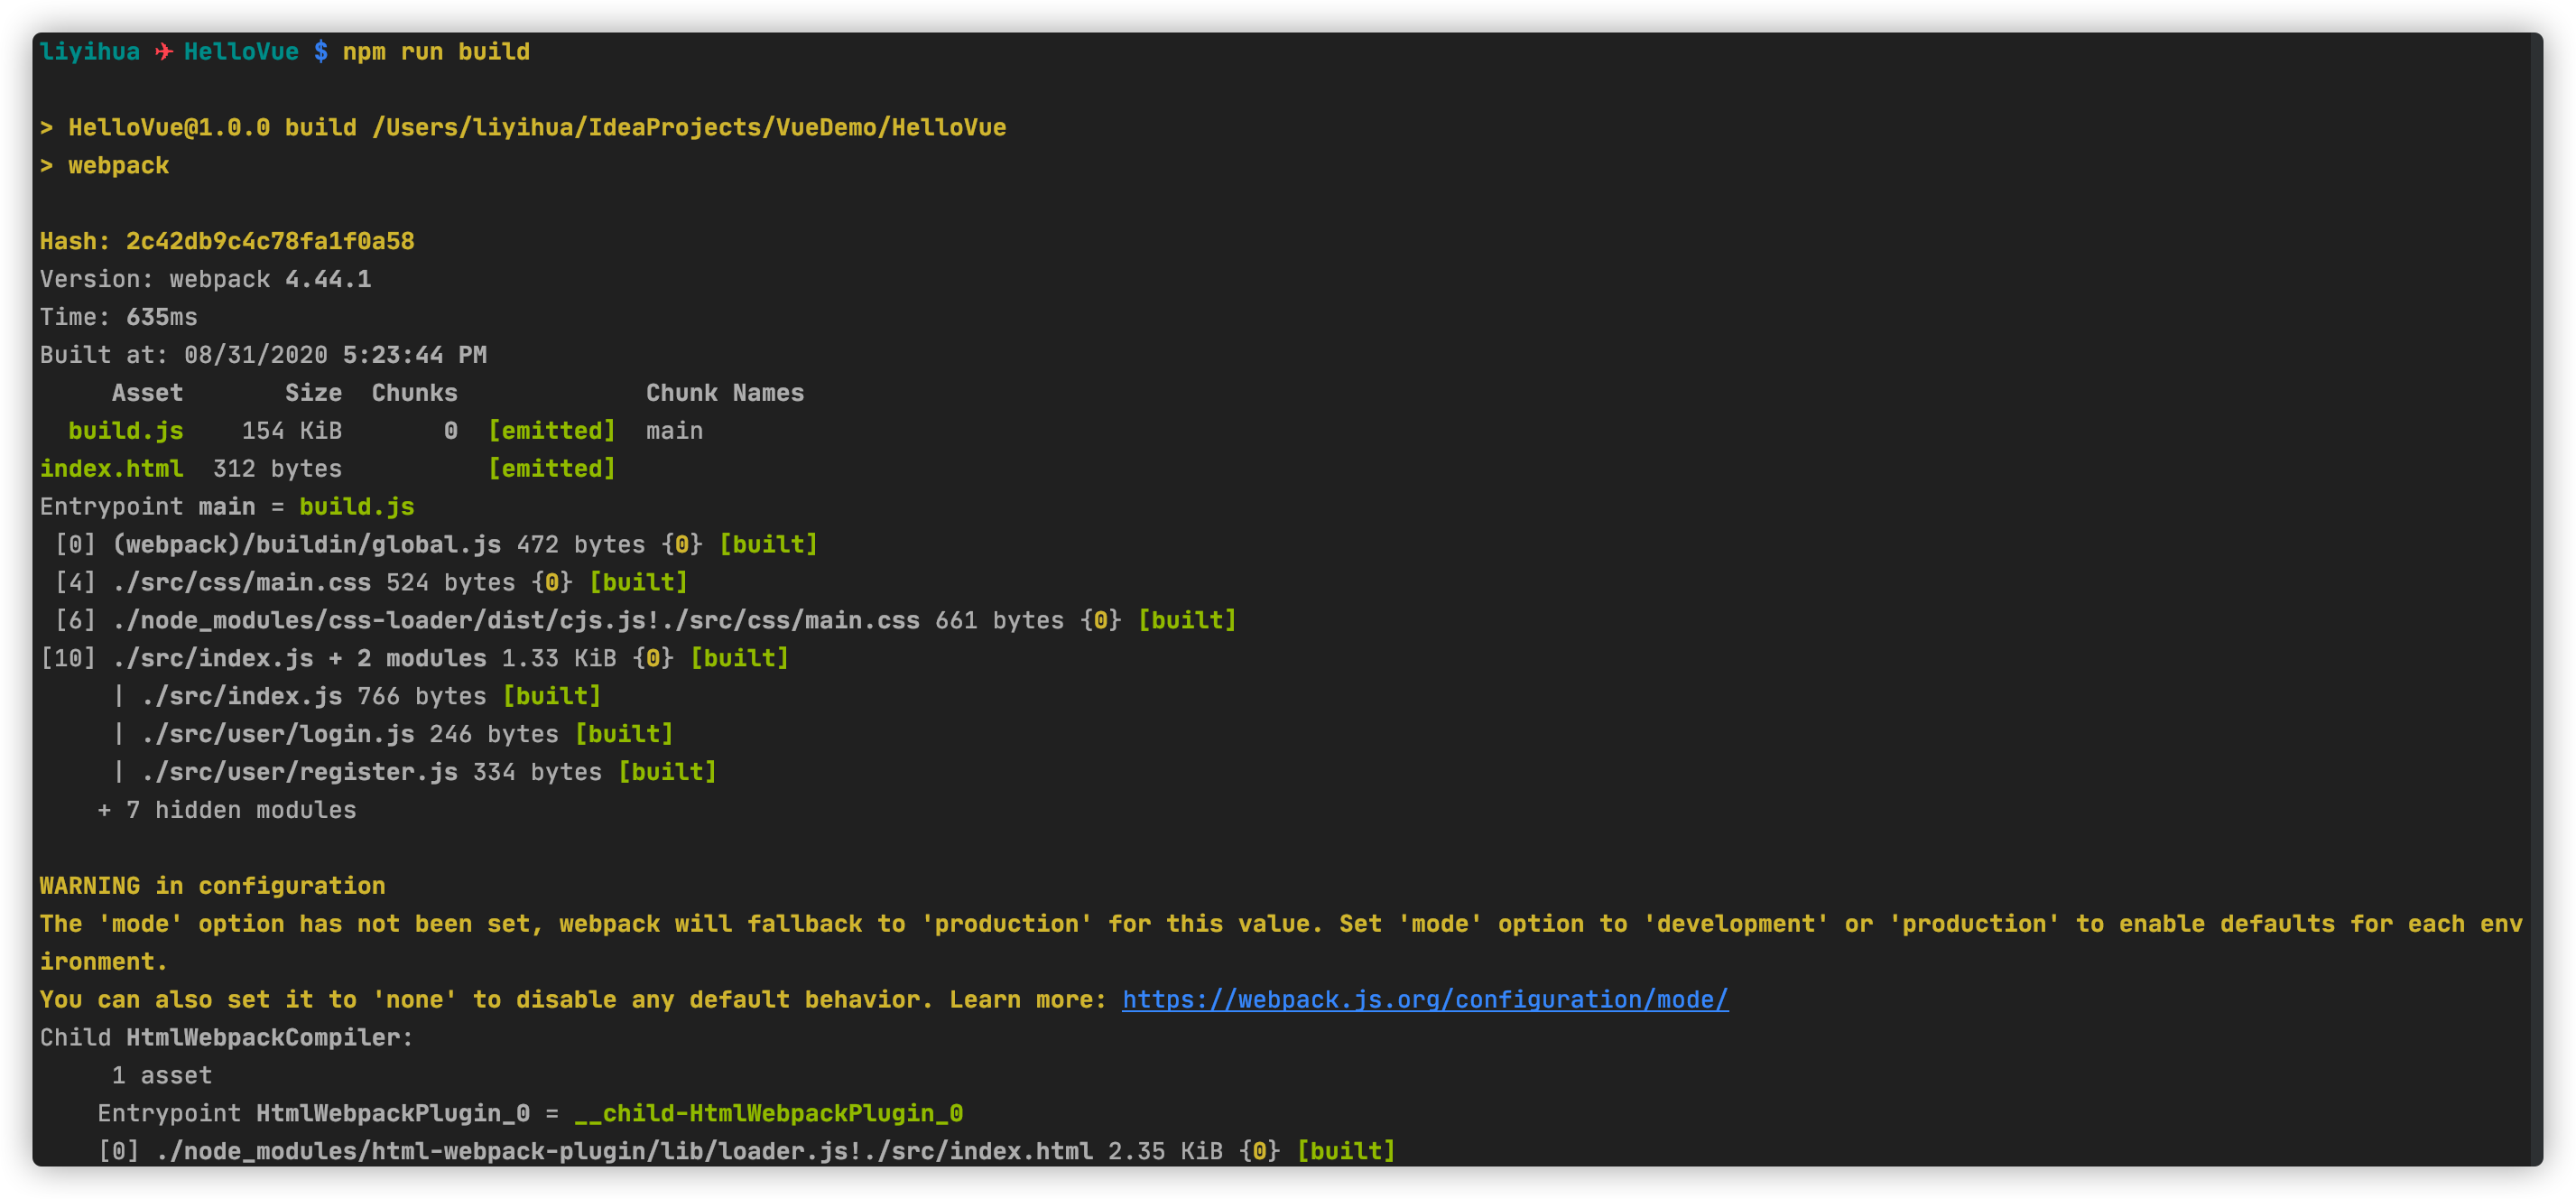 liyihua ✈ HelloVue $ npm run build
> HelloVue@1.0.0 build /Users/liyihua/IdeaProjects/VueDemo/HelloVue
> webpack
Hash: 2c42db9c4c78fa1f0a58
Version: webpack 4.44.1
Time: 635ms
Built at: 08/31/2020 5:23:44 PM
     Asset       Size  Chunks             Chunk Names
  build.js    154 KiB       0  [emitted]  main
index.html  312 bytes          [emitted]
Entrypoint main = build.js
 [0] (webpack)/buildin/global.js 472 bytes {0} [built]
 [4] ./src/css/main.css 524 bytes {0} [built]
 [6] ./node_modules/css-loader/dist/cjs.js!./src/css/main.css 661 bytes {0} [built]
[10] ./src/index.js + 2 modules 1.33 KiB {0} [built]
     | ./src/index.js 766 bytes [built]
     | ./src/user/login.js 246 bytes [built]
     | ./src/user/register.js 334 bytes [built]
    + 7 hidden modules
WARNING in configuration
The 'mode' option has not been set, webpack will fallback to 'production' for this value. Set 'mode' option to 'development' or 'production' to enable defaults for each env
ironment.
You can also set it to 'none' to disable any default behavior. Learn more: https://webpack.js.org/configuration/mode/
Child HtmlWebpackCompiler:
     1 asset
    Entrypoint HtmlWebpackPlugin_0 = __child-HtmlWebpackPlugin_0
    [0] ./node_modules/html-webpack-plugin/lib/loader.js!./src/index.html 2.35 KiB {0} [built]